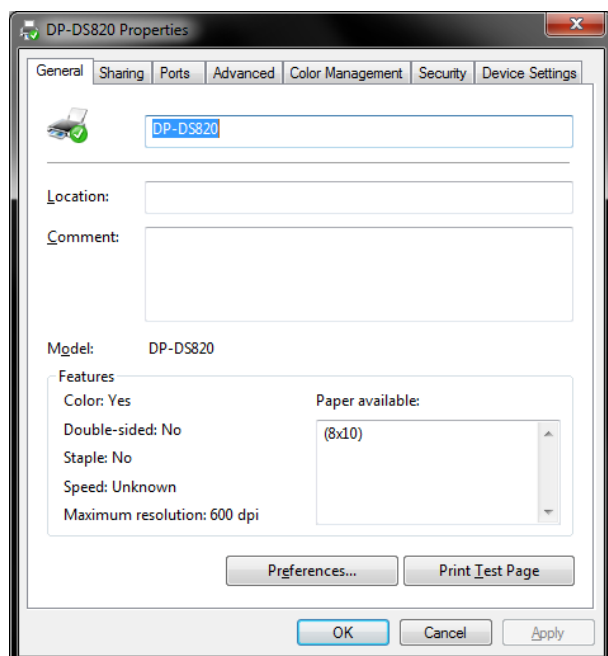 DP-DS820 Properties
General Sharing Ports Advanced Color Management Security Device Settings
DP-DS820
Location:
Comment:
Model: DP-DS820
Features
Color: Yes
Double-sided: No
Staple: No
Speed: Unknown
Maximum resolution: 600 dpi
Paper available:
(8x10)
Preferences... Print Test Page
OK Cancel Apply